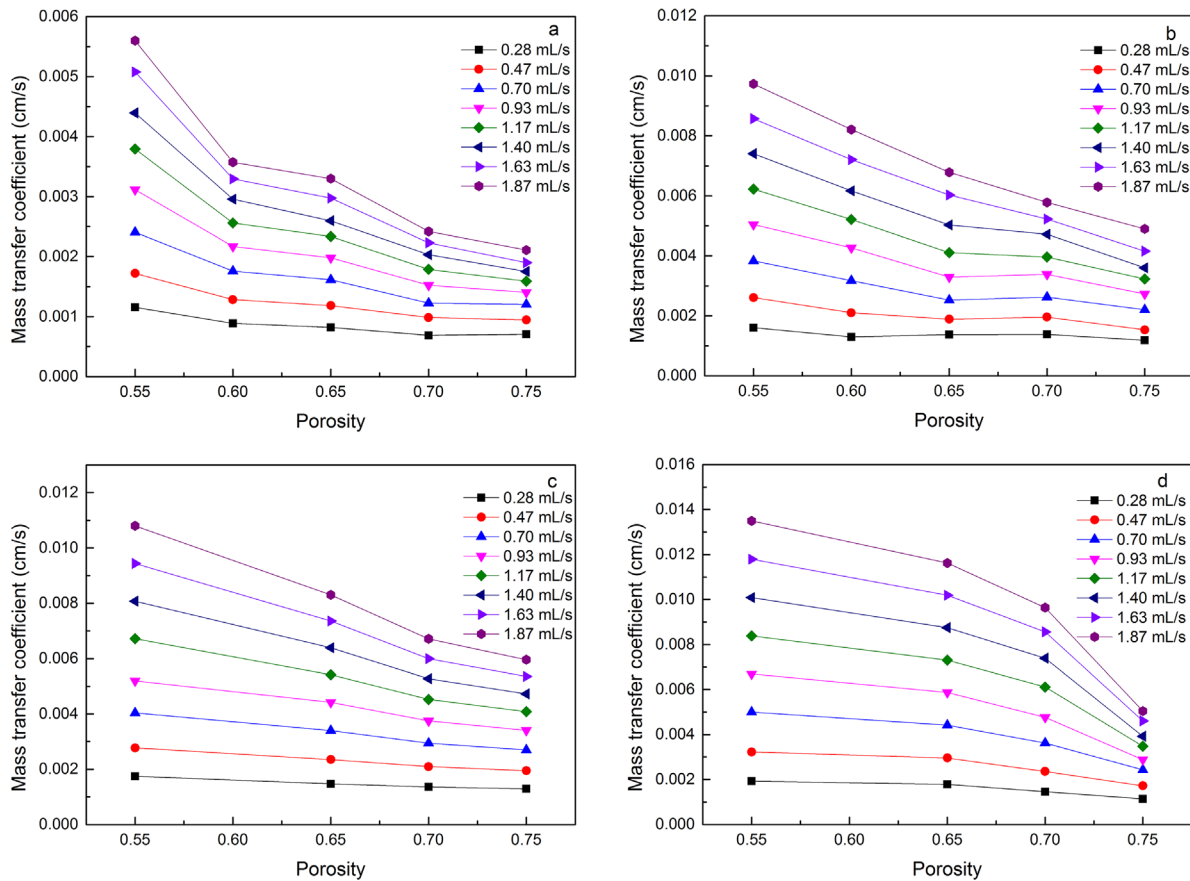 a
Mass transfer coefficient (cm/s)
0.006
0.005
0.004
0.003
0.002
0.001
0.000
0.28 mL/s
0.47 mL/s
0.70 mL/s
0.93 mL/s
1.17 mL/s
1.40 mL/s
1.63 mL/s
1.87 mL/s
0.55 0.60 0.65 0.70 0.75
Porosity
b
Mass transfer coefficient (cm/s)
0.012
0.010
0.008
0.006
0.004
0.002
0.000
0.28 mL/s
0.47 mL/s
0.70 mL/s
0.93 mL/s
1.17 mL/s
1.40 mL/s
1.63 mL/s
1.87 mL/s
0.55 0.60 0.65 0.70 0.75
Porosity
c
Mass transfer coefficient (cm/s)
0.012
0.010
0.008
0.006
0.004
0.002
0.000
0.28 mL/s
0.47 mL/s
0.70 mL/s
0.93 mL/s
1.17 mL/s
1.40 mL/s
1.63 mL/s
1.87 mL/s
0.55 0.60 0.65 0.70 0.75
Porosity
d
Mass transfer coefficient (cm/s)
0.016
0.014
0.012
0.010
0.008
0.006
0.004
0.002
0.000
0.28 mL/s
0.47 mL/s
0.70 mL/s
0.93 mL/s
1.17 mL/s
1.40 mL/s
1.63 mL/s
1.87 mL/s
0.55 0.60 0.65 0.70 0.75
Porosity